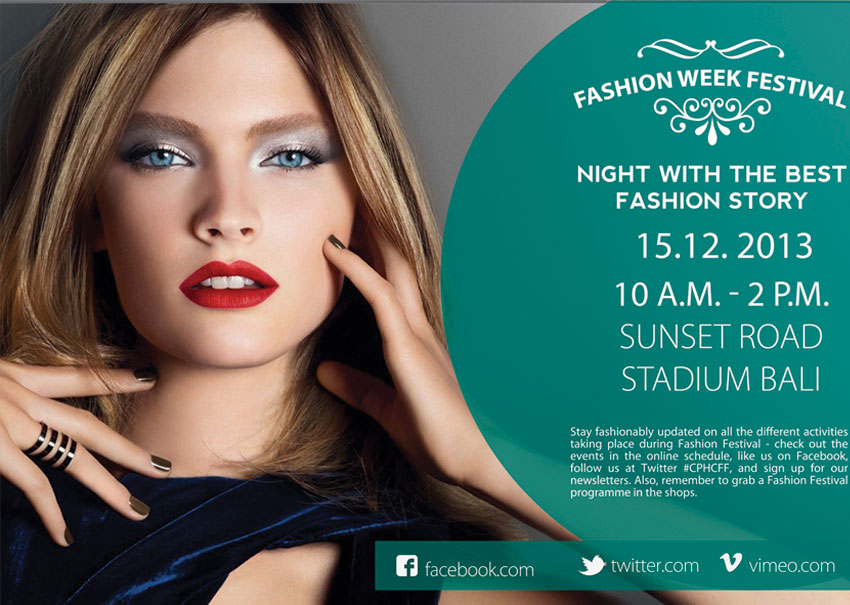 FASHION WEEK FESTIVAL
NIGHT WITH THE BEST
FASHION STORY
15.12. 2013
10 A.M. - 2 P.M.
SUNSET ROAD
STADIUM BALI
Stay fashionably updated on all the different activities
taking place during Fashion Festival - check out the
events in the online schedule, like us on Facebook,
follow us at Twitter #CPHCFF, and sign up for our
newsletters. Also, remember to grab a Fashion Festival
programme in the shops.
facebook.com twitter.com vimeo.com